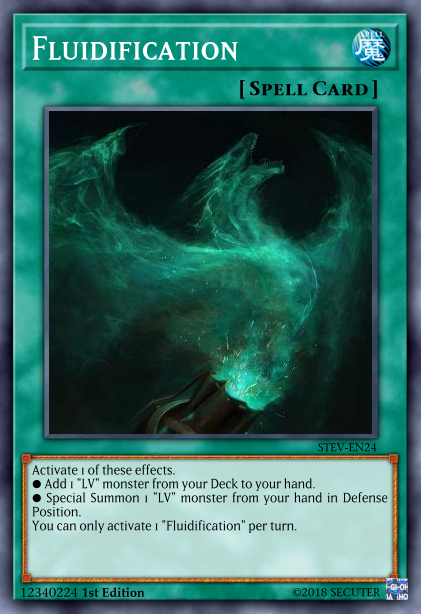 Fluidification
魔
[Spell Card]
STEV-EN24
Activate 1 of these effects.
● Add 1 "LV" monster from your Deck to your hand.
● Special Summon 1 "LV" monster from your hand in Defense
Position.
You can only activate 1 "Fluidification" per turn.
12340224 1st Edition ©2018 SECUTER